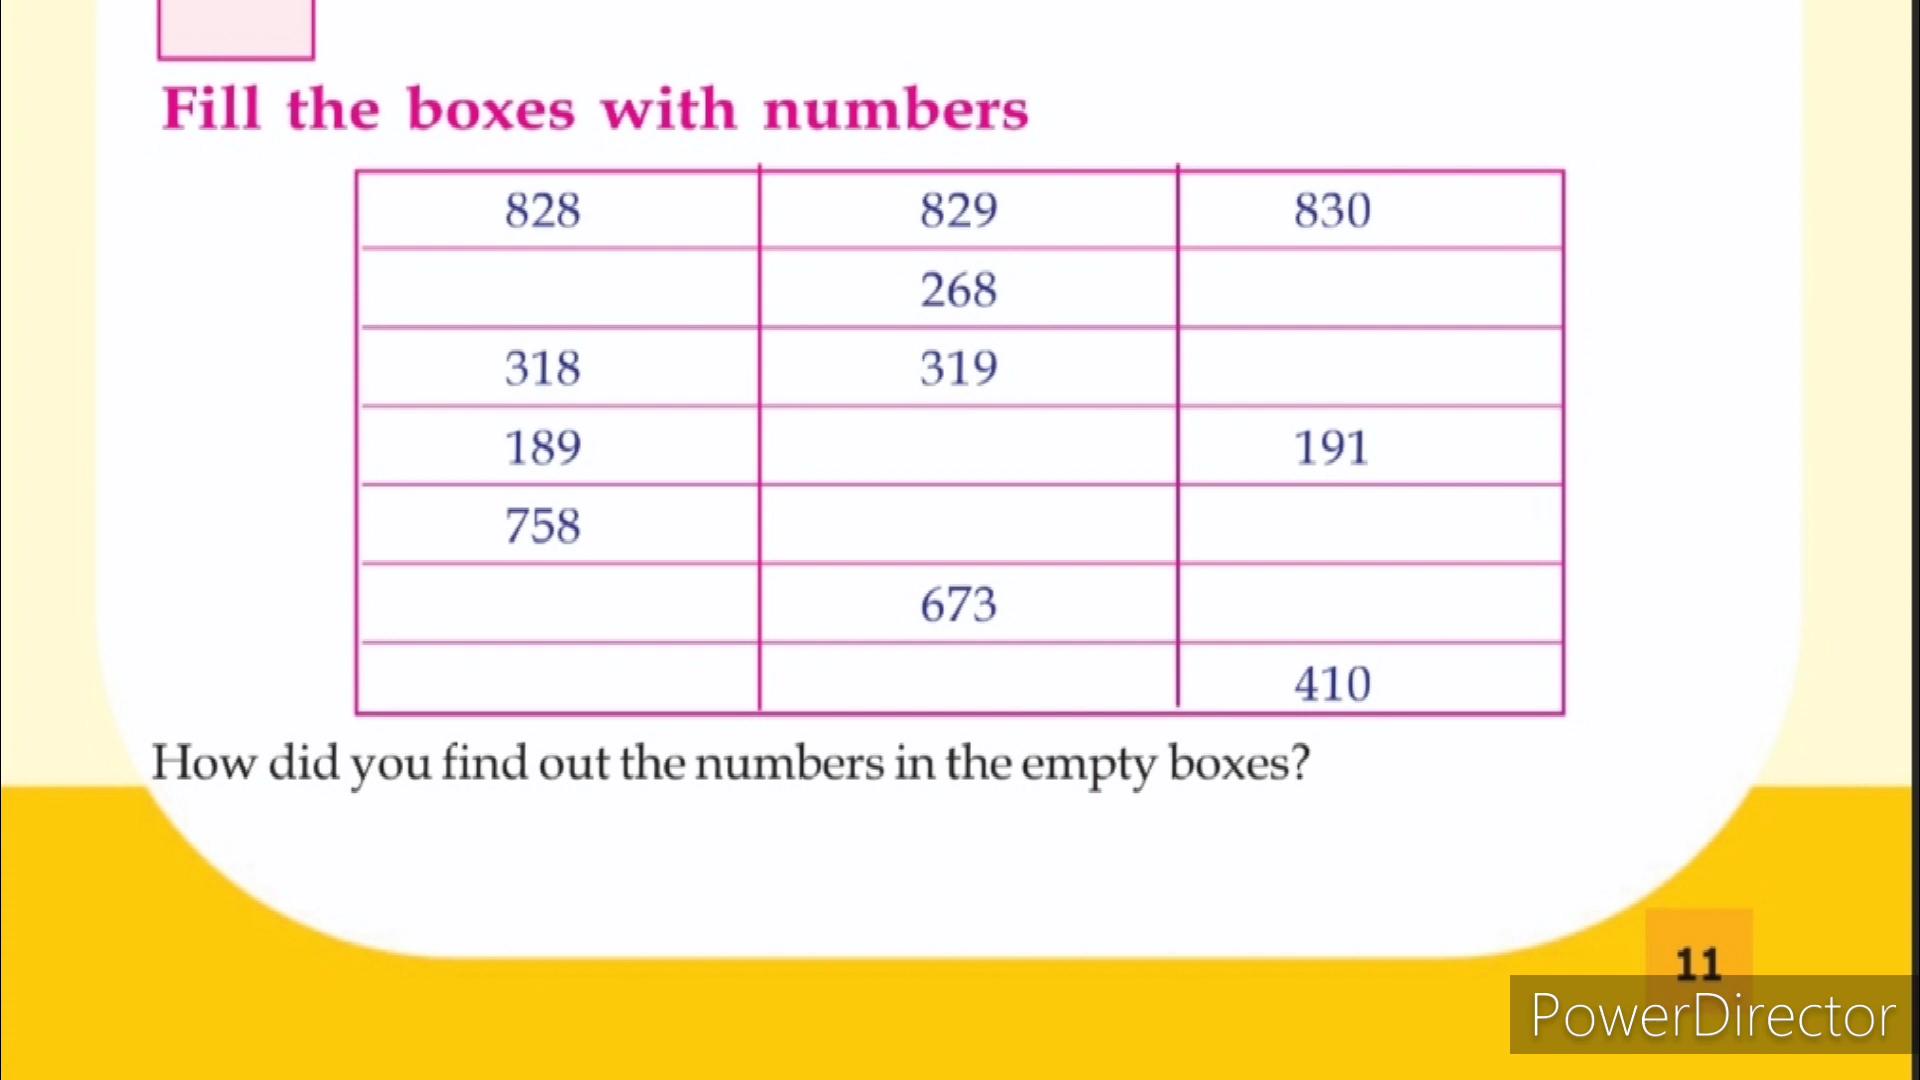 Fill the boxes with numbers
828 829 830
268
318 319
189 191
758
673
410
How did you find out the numbers in the empty boxes?
11
PowerDirector